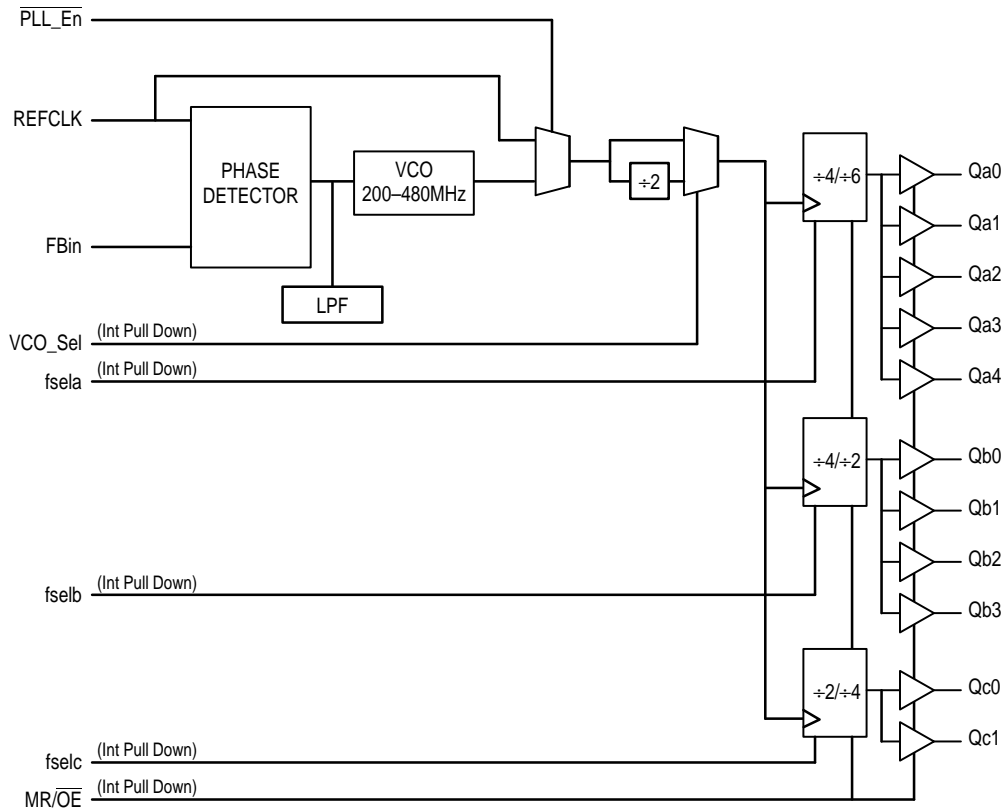 PLL_En
REFCLK
PHASE
DETECTOR
VCO
200–480MHz
÷2
÷4/÷6
Qa0
Qa1
FBin
Qa2
LPF
Qa3
VCO_Sel (Int Pull Down)
fsela (Int Pull Down)
Qa4
÷4/÷2
Qb0
Qb1
Qb2
fselb (Int Pull Down)
Qb3
÷2/÷4
Qc0
Qc1
fselc (Int Pull Down)
MR/OE (Int Pull Down)